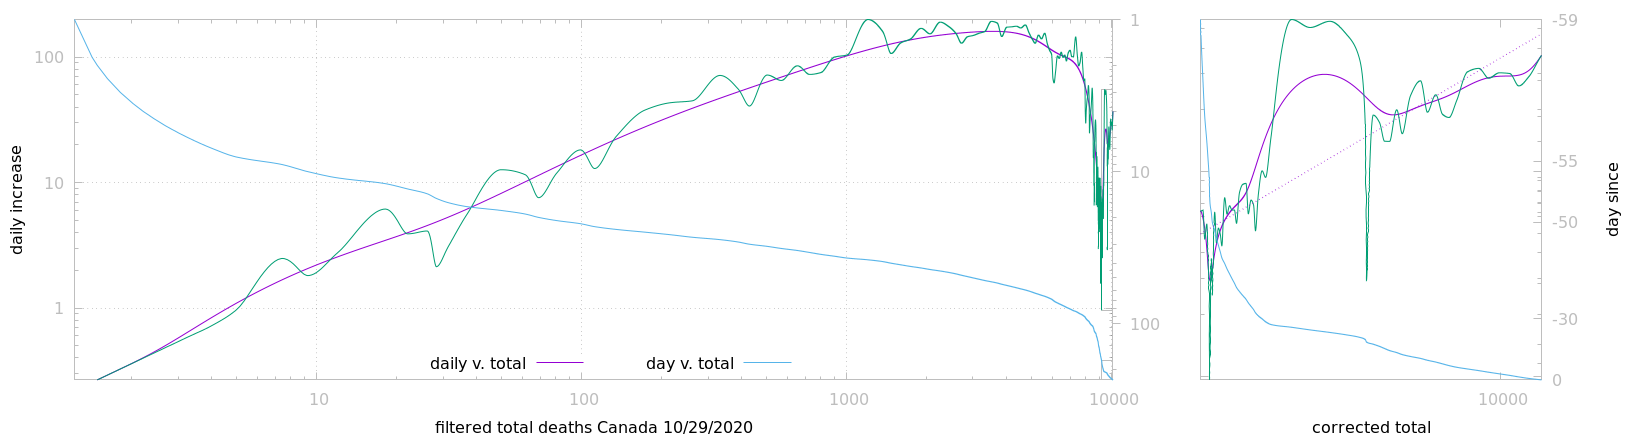 daily increase
100
10
1
10
100
1000
10000
1
10
100
daily v. total
day v. total
filtered total deaths Canada 10/29/2020
-59
-55
-50
-30
0
day since
10000
corrected total